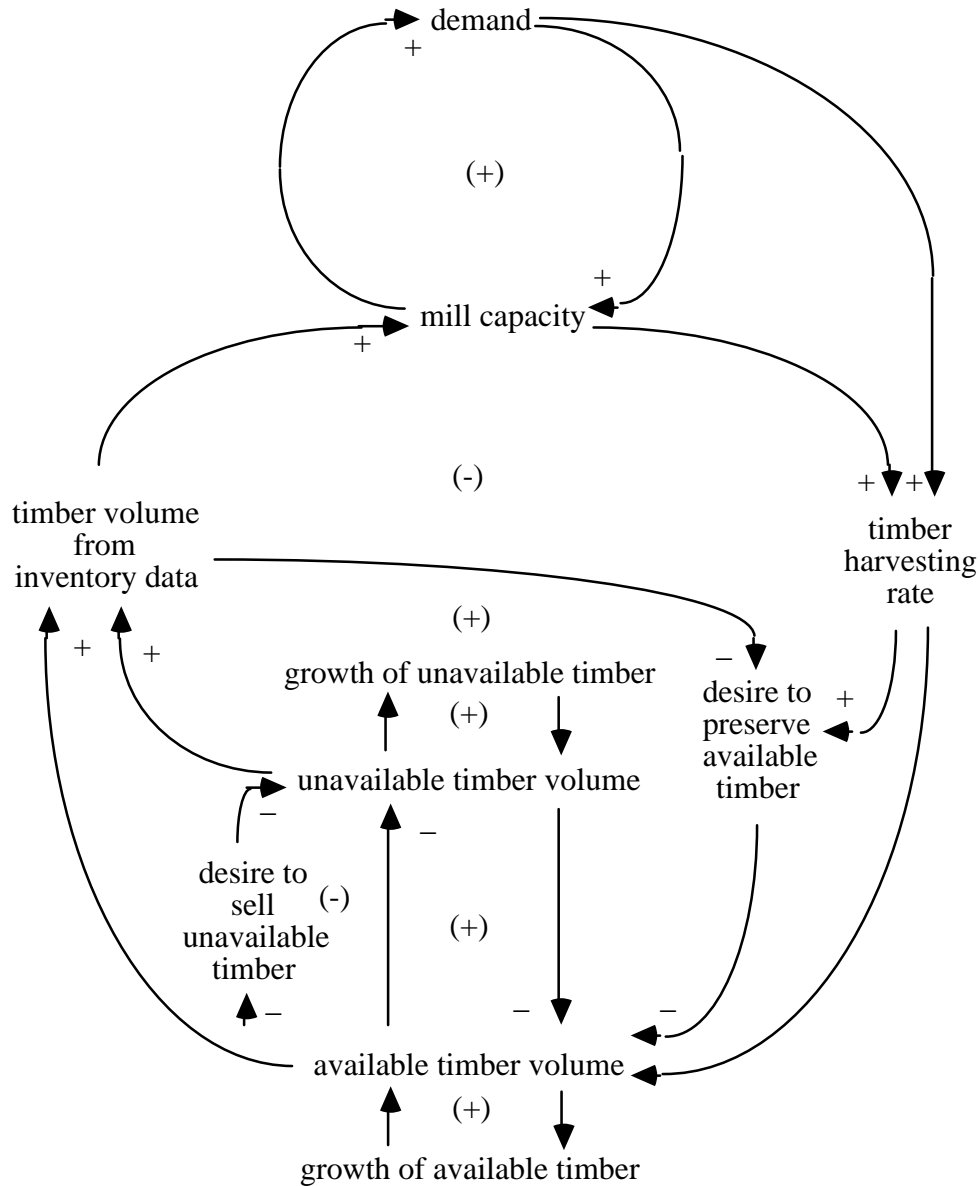 demand
+
(+)
+
mill capacity
+
(-)
+ +
timber volume
from
inventory data
timber
harvesting
rate
(+)
+
+
–
growth of unavailable timber
desire to
preserve
available
timber
+
(+)
unavailable timber volume
–
–
desire to
sell
unavailable
timber
(-)
(+)
–
–
–
available timber volume
(+)
growth of available timber